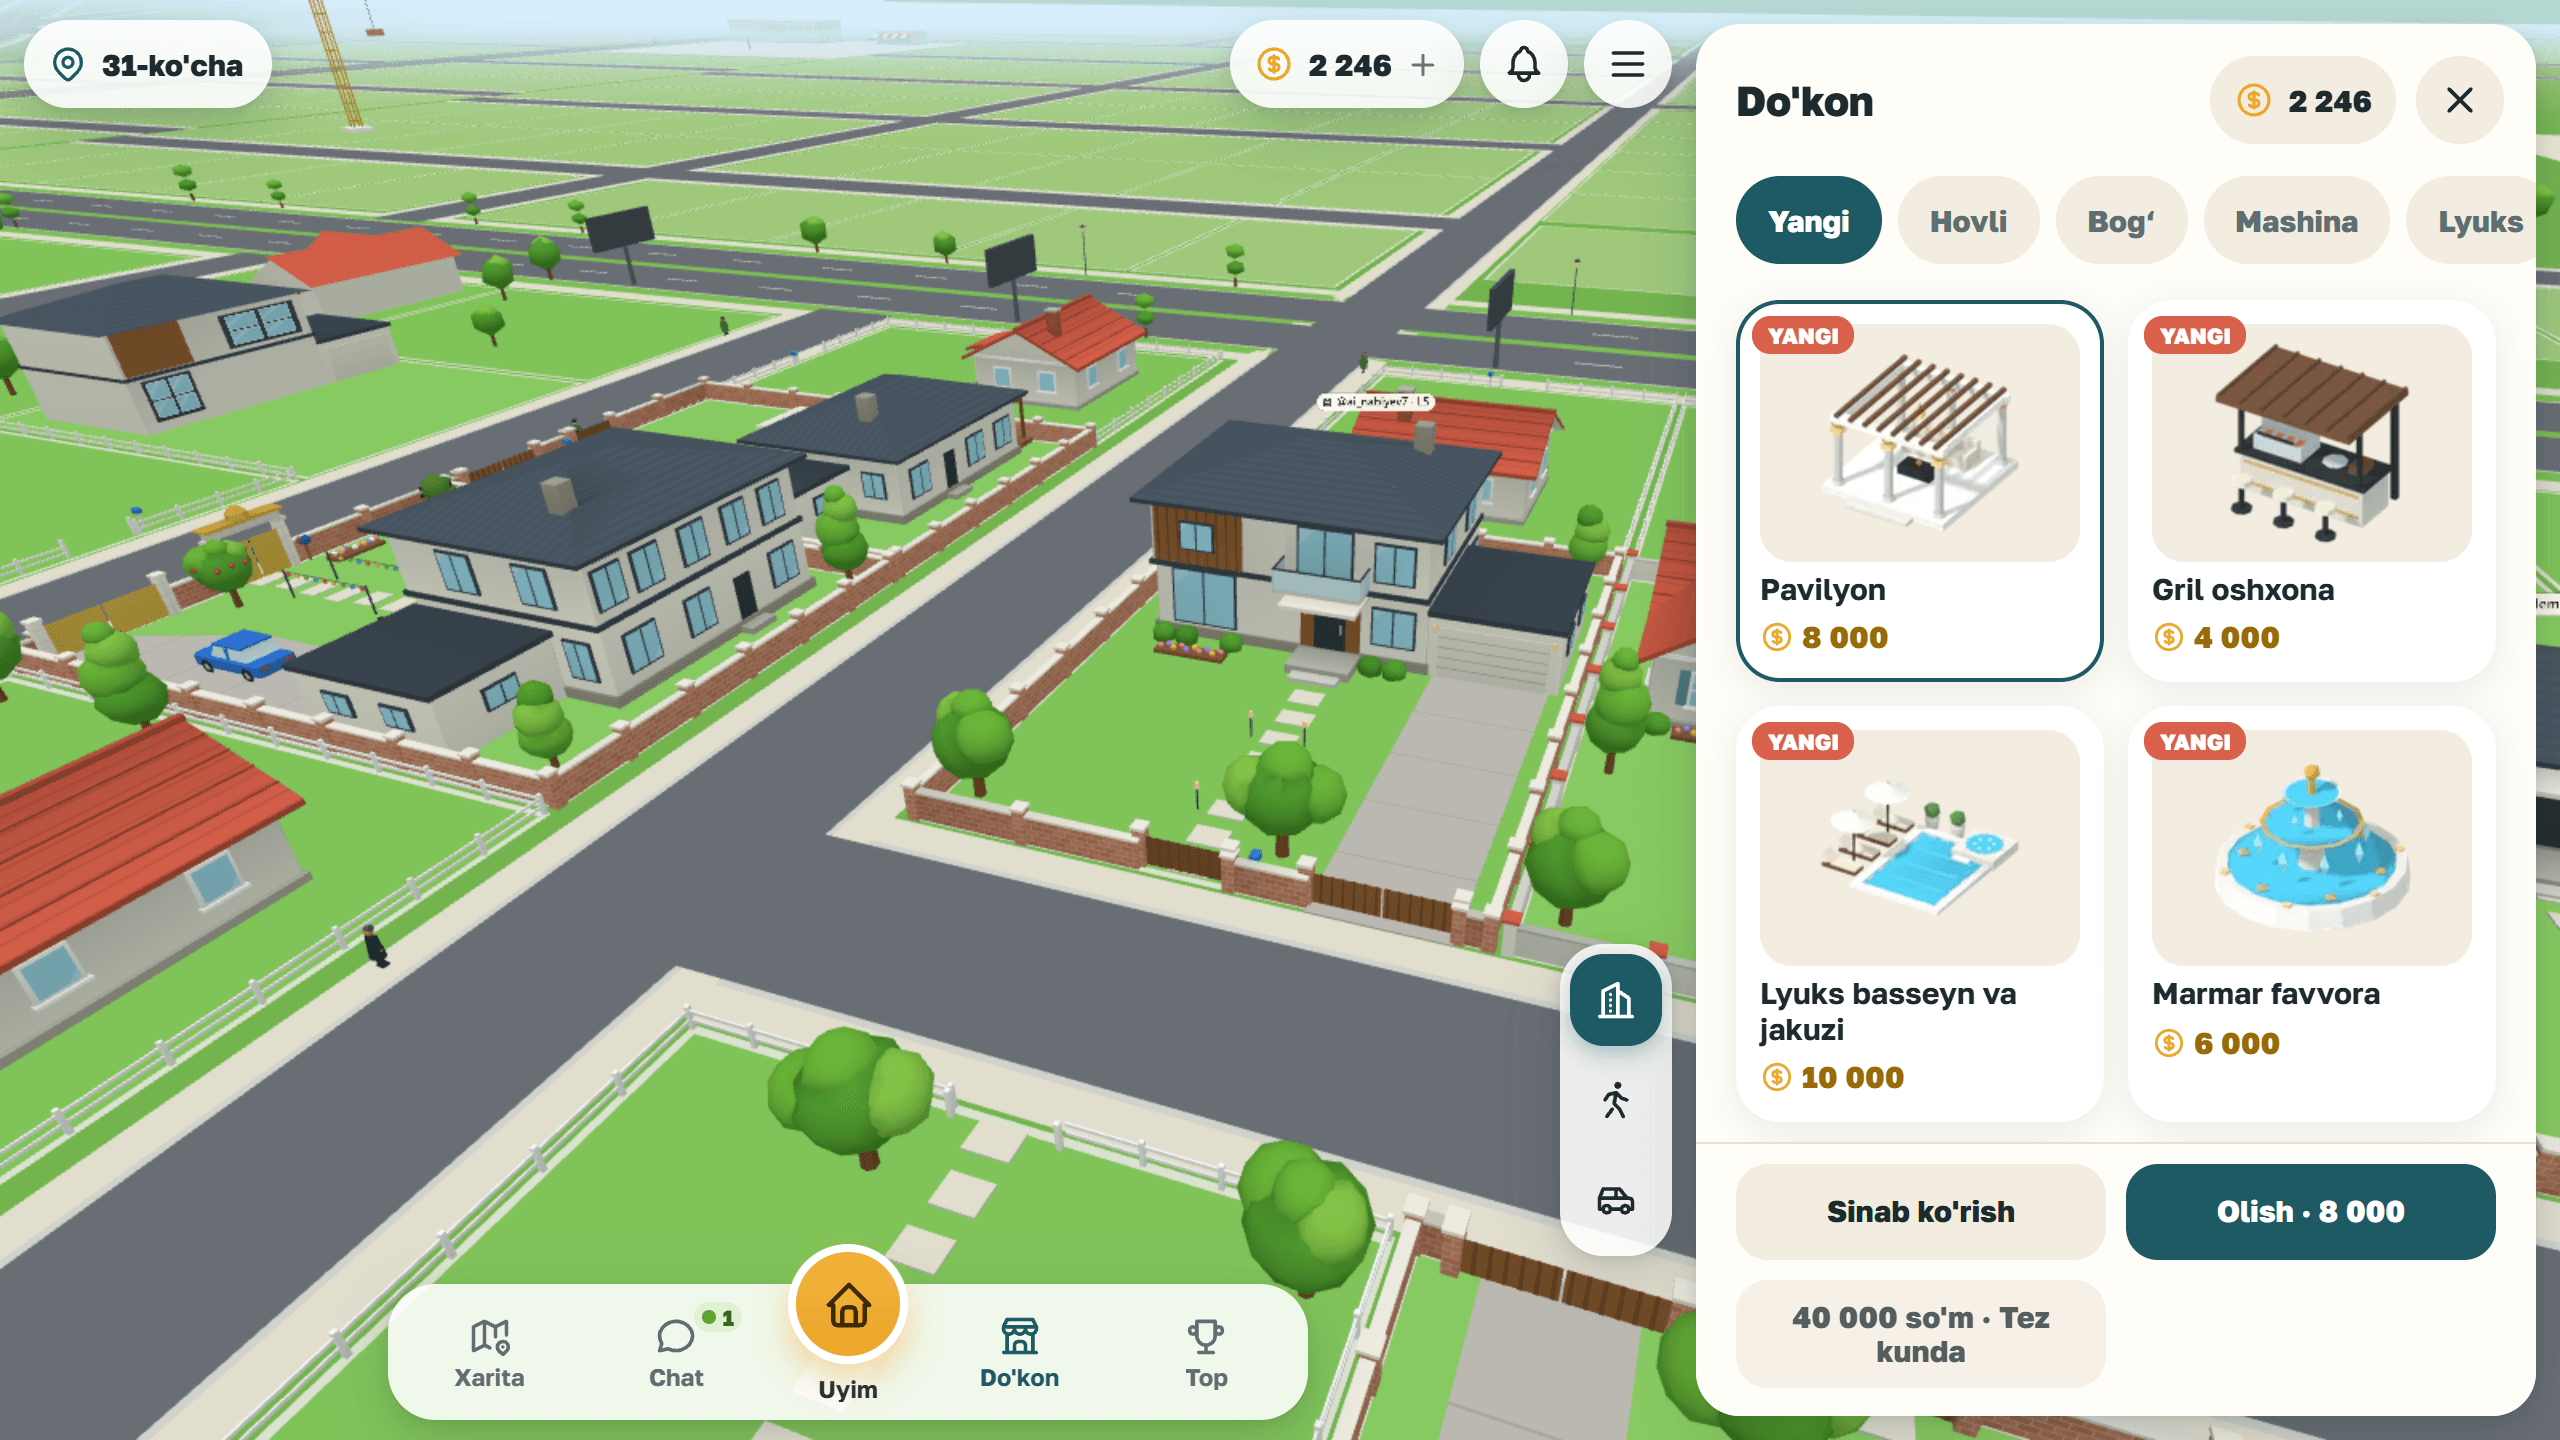 31-ko'cha
2 246
@ai_nabiyev7 · L5
Do'kon
2 246
Yangi
Hovli
Bog‘
Mashina
Lyuks
YANGI
Pavilyon
8 000
YANGI
Gril oshxona
4 000
YANGI
Lyuks basseyn va
jakuzi
10 000
YANGI
Marmar favvora
6 000
Sinab ko'rish
Olish · 8 000
40 000 so'm · Tez
kunda
Xarita
Chat
1
Uyim
Do'kon
Top